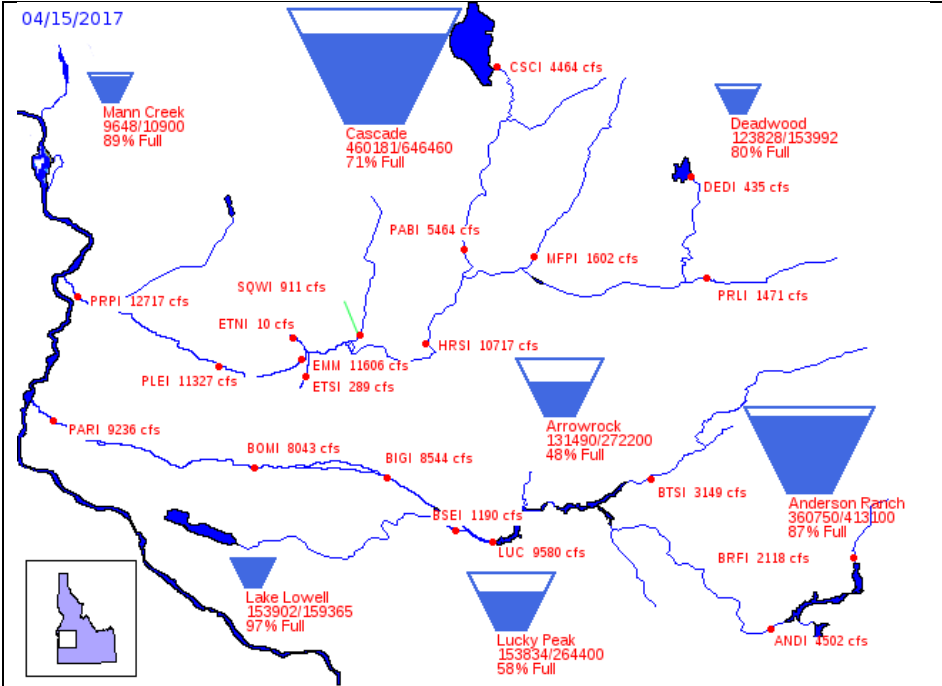 04/15/2017
CSCI 4464 cfs
Mann Creek
9648/10900
89% Full
Cascade
460181/646460
71% Full
Deadwood
123828/153992
80% Full
DEDI 435 cfs
PABI 5464 cfs
MFPI 1602 cfs
SQWI 911 cfs
PRLI 1471 cfs
PRPI 12717 cfs
ETNI 10 cfs
HRSI 10717 cfs
EMM 11606 cfs
PLEI 11327 cfs
ETSI 289 cfs
Arrowrock
131490/272200
48% Full
PARI 9236 cfs
BOMI 8043 cfs
BIGI 8544 cfs
BTSI 3149 cfs
Anderson Ranch
360750/413100
87% Full
BSEI 1190 cfs
LUC 9580 cfs
BRFI 2118 cfs
Lake Lowell
153902/159365
97% Full
Lucky Peak
153834/264400
58% Full
ANDI 4502 cfs